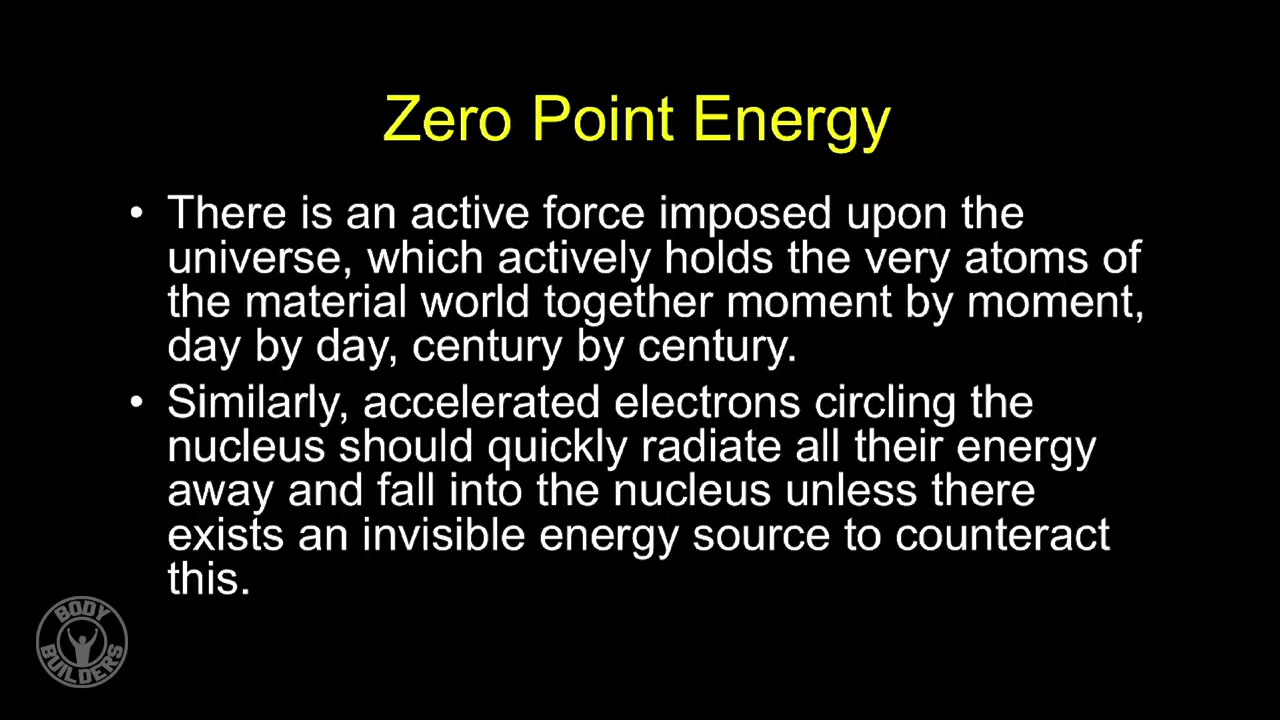 Zero Point Energy
• There is an active force imposed upon the
universe, which actively holds the very atoms of
the material world together moment by moment,
day by day, century by century.
• Similarly, accelerated electrons circling the
nucleus should quickly radiate all their energy
away and fall into the nucleus unless there
exists an invisible energy source to counteract
this.
BODY
BUILDERS